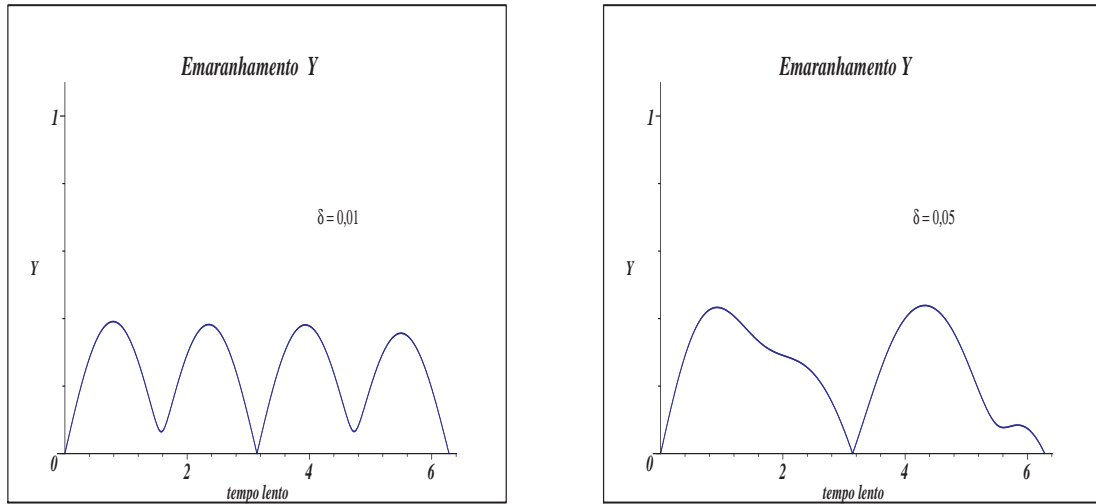 Emaranhamento Y
1
δ = 0,01
Y
0
2
4
6
tempo lento
Emaranhamento Y
1
δ = 0,05
Y
0
2
4
6
tempo lento